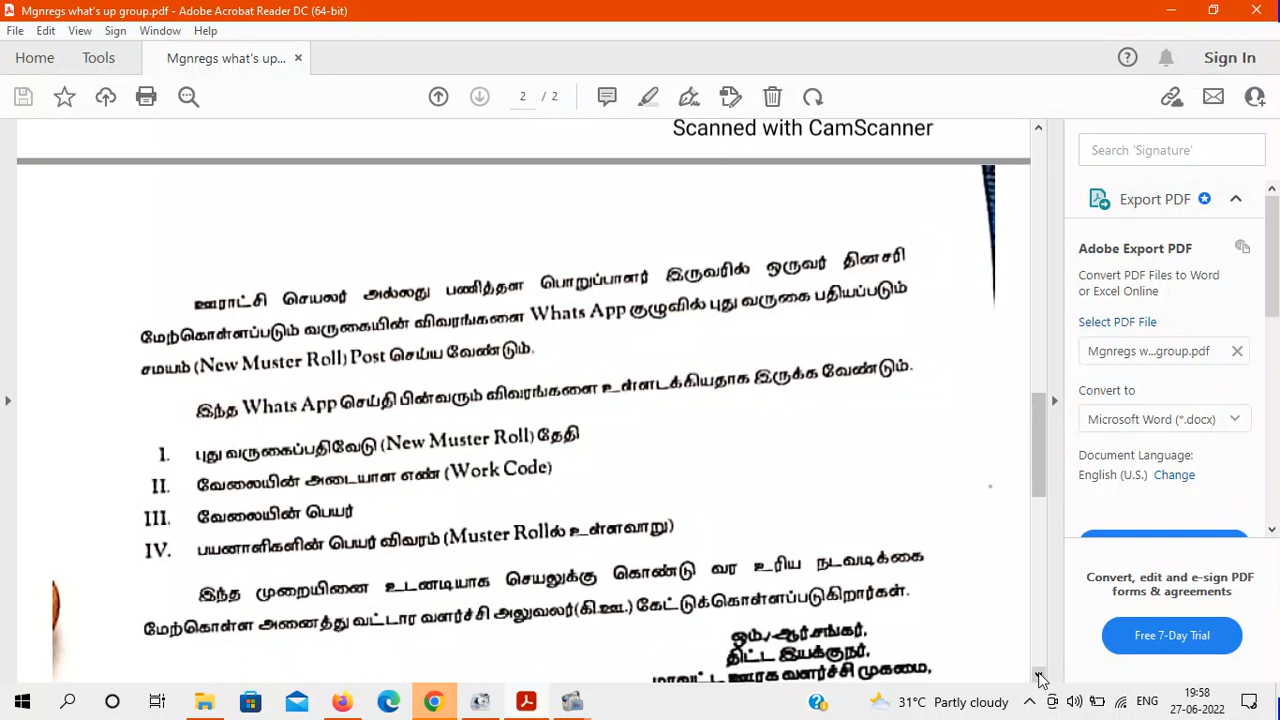 Mgnregs what's up group.pdf - Adobe Acrobat Reader DC (64-bit)
File Edit View Sign Window Help
Home Tools Mgnregs what's up... Sign In
2 / 2
Scanned with CamScanner
ஊராட்சி செயலர் அல்லது பணித்தள பொறுப்பாளர் இருவரில் ஒருவர் தினசரி
மேற்கொள்ளப்படும் வருகையின் விவரங்களை Whats App குழுவில் புது வருகை பதியப்படும்
சமயம் (New Muster Roll) Post செய்ய வேண்டும்.
இந்த Whats App செய்தி பின்வரும் விவரங்களை உள்ளடக்கியதாக இருக்க வேண்டும்.
I. புது வருகைப்பதிவேடு (New Muster Roll) தேதி
II. வேலையின் அடையாள எண் (Work Code)
III. வேலையின் பெயர்
IV. பயனாளிகளின் பெயர் விவரம் (Muster Rollல் உள்ளவாறு)
இந்த முறையினை உடனடியாக செயலுக்கு கொண்டு வர உரிய நடவடிக்கை
மேற்கொள்ள அனைத்து வட்டார வளர்ச்சி அலுவலர்(கி.ஊ.) கேட்டுக்கொள்ளப்படுகிறார்கள்.
ஒம்./ஆர்சங்கர்,
திட்ட இயக்குநர்,
மாவட்ட ஊரக வளர்ச்சி முகமை,
Search 'Signature'
Export PDF
Adobe Export PDF
Convert PDF Files to Word
or Excel Online
Select PDF File
Mgnregs w...group.pdf
Convert to
Microsoft Word (*.docx)
Document Language:
English (U.S.) Change
Convert, edit and e-sign PDF
forms & agreements
Free 7-Day Trial
31°C Partly cloudy ENG 19:58
27-06-2022